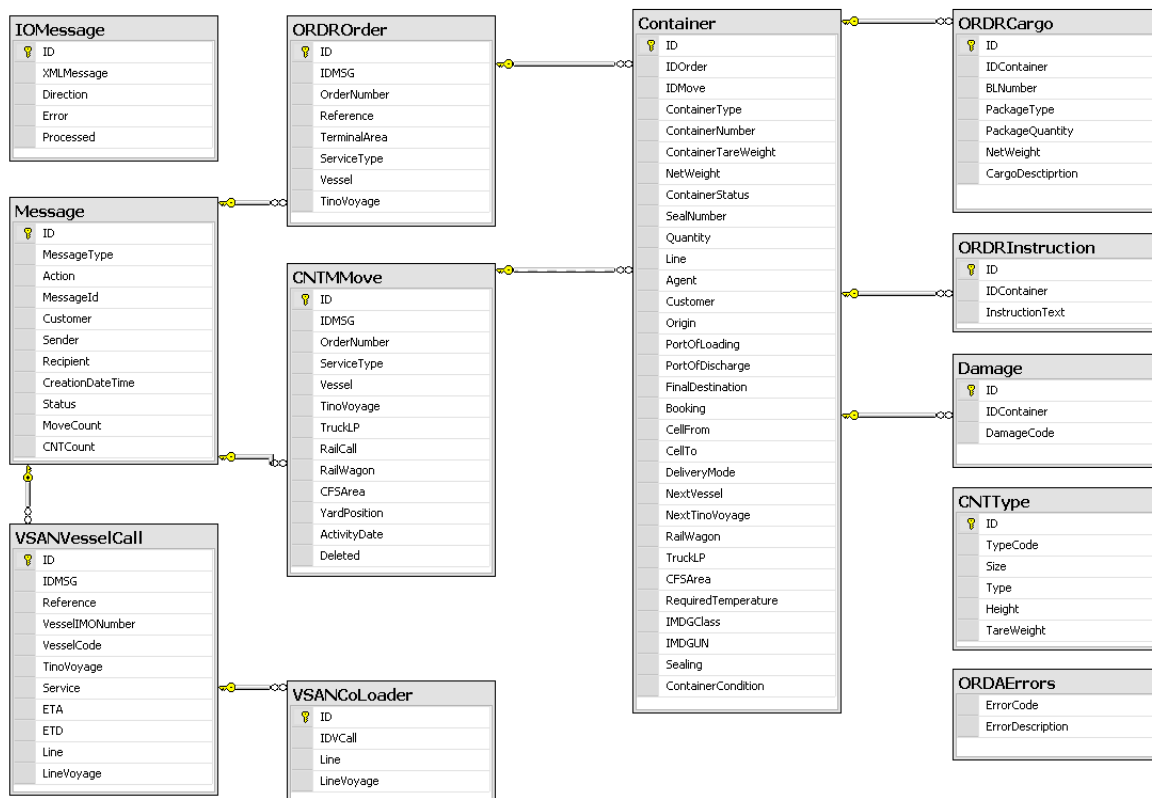 IOMessage
ID
XMLMessage
Direction
Error
Processed
Message
ID
MessageType
Action
MessageId
Customer
Sender
Recipient
CreationDateTime
Status
MoveCount
CNTCount
VSANVesselCall
ID
IDMSG
Reference
VesselIMONumber
VesselCode
TinoVoyage
Service
ETA
ETD
Line
LineVoyage
ORDROrder
ID
IDMSG
OrderNumber
Reference
TerminalArea
ServiceType
Vessel
TinoVoyage
CNTMMove
ID
IDMSG
OrderNumber
ServiceType
Vessel
TinoVoyage
TruckLP
RailCall
RailWagon
CFSArea
YardPosition
ActivityDate
Deleted
VSANCoLoader
ID
IDVCall
Line
LineVoyage
Container
ID
IDOrder
IDMove
ContainerType
ContainerNumber
ContainerTareWeight
NetWeight
ContainerStatus
SealNumber
Quantity
Line
Agent
Customer
Origin
PortOfLoading
PortOfDischarge
FinalDestination
Booking
CellFrom
CellTo
DeliveryMode
NextVessel
NextTinoVoyage
RailWagon
TruckLP
CFSArea
RequiredTemperature
IMDGClass
IMDGUN
Sealing
ContainerCondition
ORDRCargo
ID
IDContainer
BLNumber
PackageType
PackageQuantity
NetWeight
CargoDesctiprtion
ORDRInstruction
ID
IDContainer
InstructionText
Damage
ID
IDContainer
DamageCode
CNTType
ID
TypeCode
Size
Type
Height
TareWeight
ORDAErrors
ErrorCode
ErrorDescription